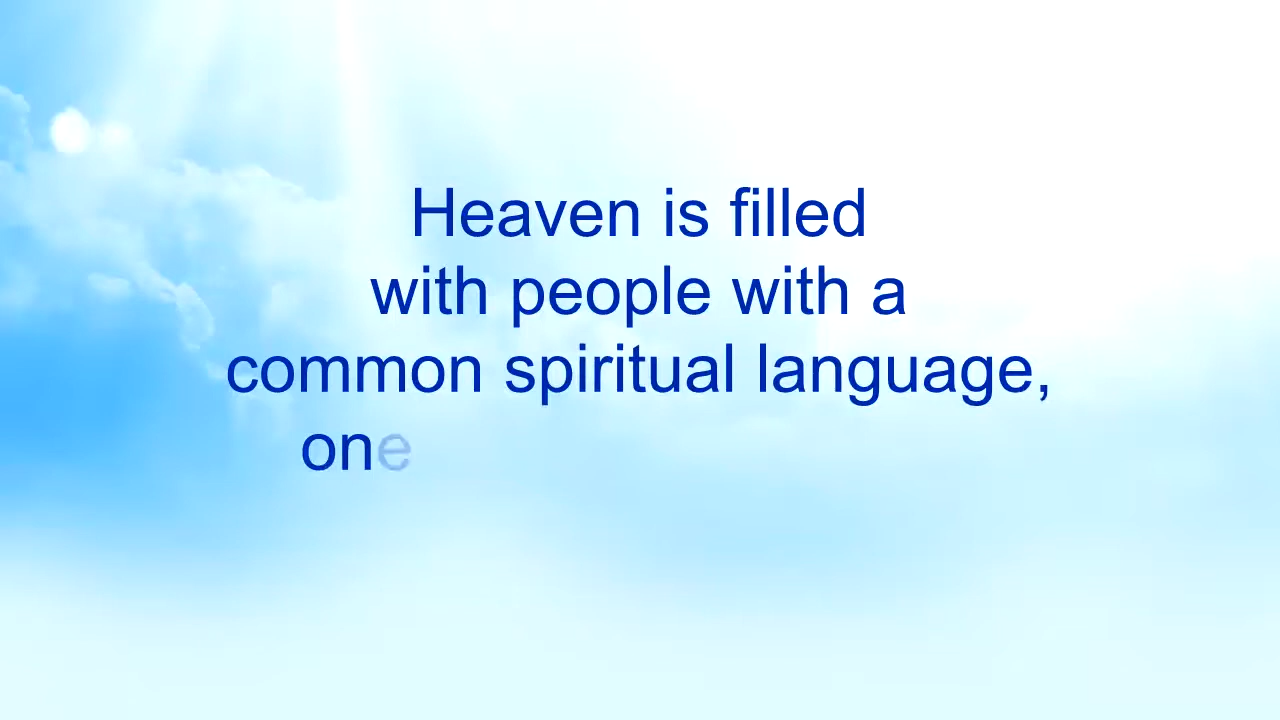 Heaven is filled
with people with a
common spiritual language,
one